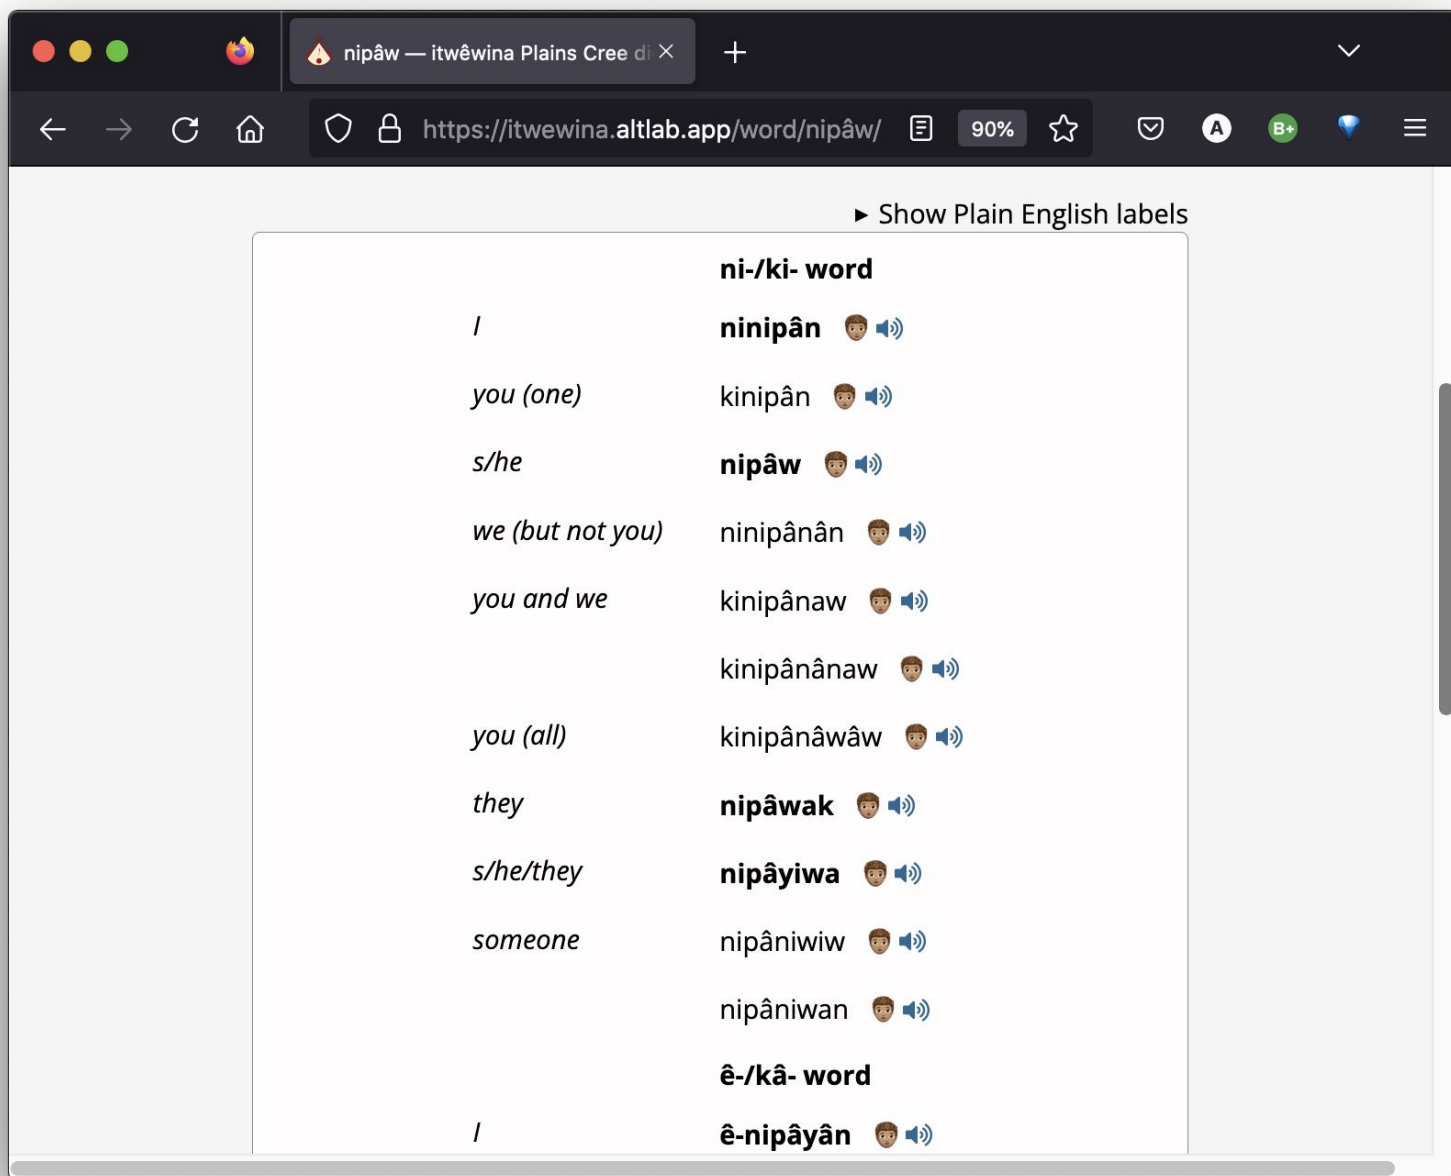 nipâw — itwêwina Plains Cree di
https://itwewina.altlab.app/word/nipâw/ 90% A B+
► Show Plain English labels
ni-/ki- word
I ninipân
you (one) kinipân
s/he nipâw
we (but not you) ninipânân
you and we kinipânaw
kinipânânaw
you (all) kinipânâwâw
they nipâwak
s/he/they nipâyiwa
someone nipâniwiw
nipâniwan
ê-/kâ- word
I ê-nipâyân